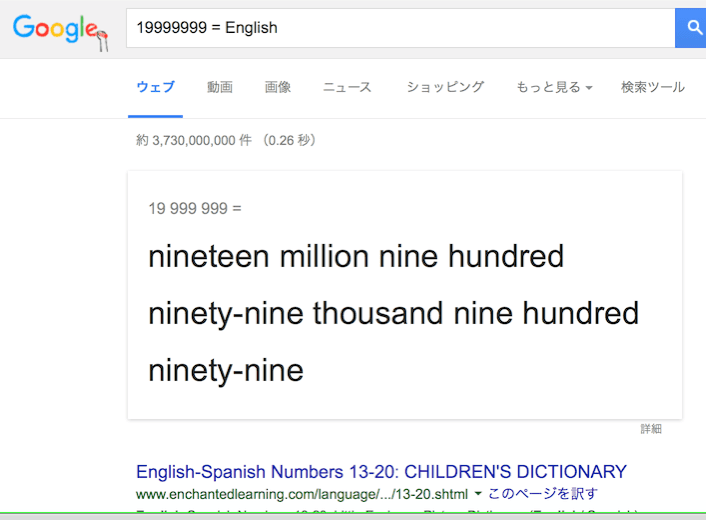 Google
19999999 = English
ウェブ 動画 画像 ニュース ショッピング もっと見る 検索ツール
約 3,730,000,000 件 （0.26 秒）
19 999 999 =
nineteen million nine hundred
ninety-nine thousand nine hundred
ninety-nine
詳細
English-Spanish Numbers 13-20: CHILDREN'S DICTIONARY
www.enchantedlearning.com/language/.../13-20.shtml このページを訳す